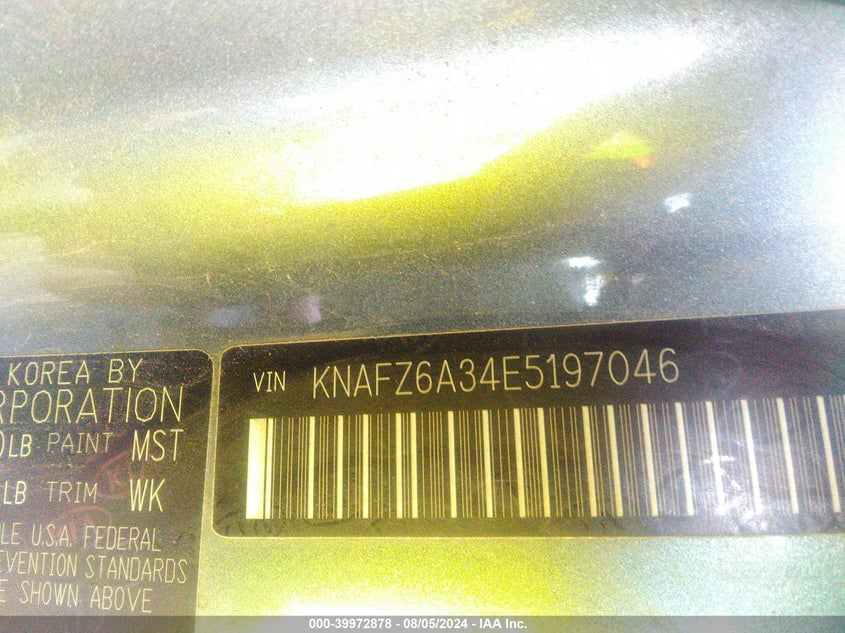 KOREA BY
RPORATION
0LB PAINT MST
LB TRIM WK
LE U.S.A. FEDERAL
EVENTION STANDARDS
E SHOWN ABOVE
VIN KNAFZ6A34E5197046
000-39972878 - 08/05/2024 - IAA Inc.